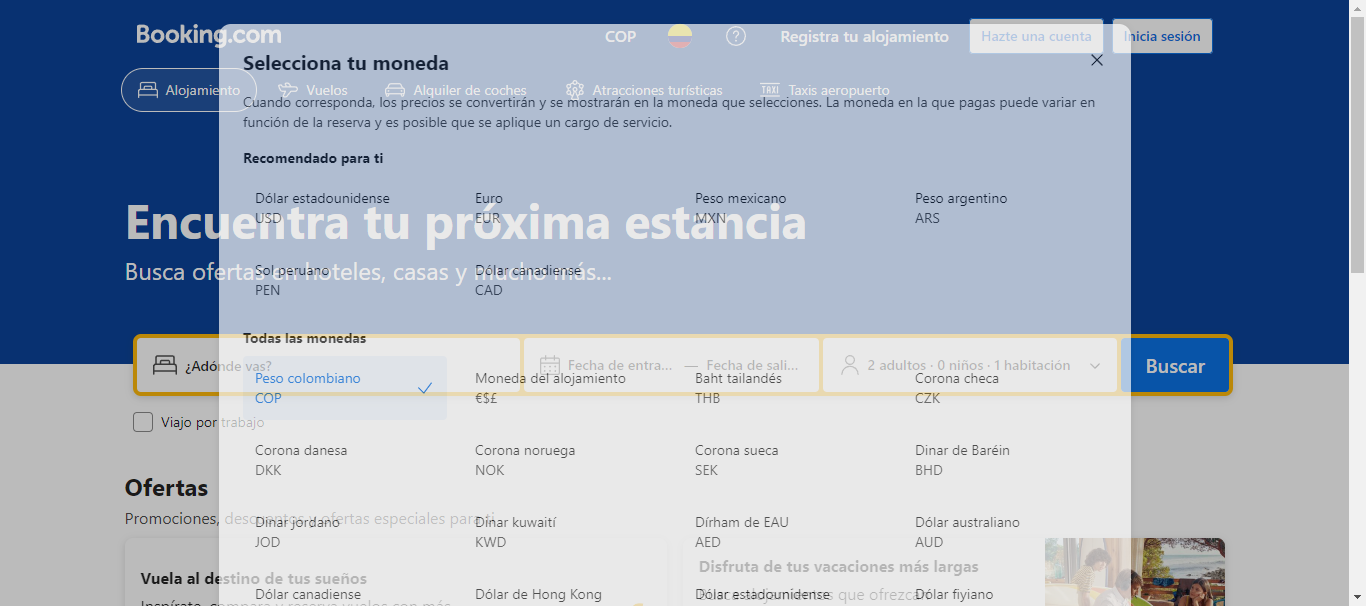 Booking.com
COP
Registra tu alojamiento
Hazte una cuenta
Inicia sesión
Selecciona tu moneda
Alojamiento
Vuelos
Alquiler de coches
Atracciones turísticas
TAXI
Taxis aeropuerto
Cuando corresponda, los precios se convertirán y se mostrarán en la moneda que selecciones. La moneda en la que pagas puede variar en
función de la reserva y es posible que se aplique un cargo de servicio.
Recomendado para ti
Dólar estadounidense
USD
Euro
EUR
Peso mexicano
MXN
Peso argentino
ARS
Encuentra tu próxima estancia
Busca ofertas en hoteles, casas y mucho más...
Sol peruano
PEN
Dólar canadiense
CAD
Todas las monedas
¿Adónde vas?
Fecha de entra... — Fecha de sali...
2 adultos · 0 niños · 1 habitación
Buscar
Peso colombiano
COP
Moneda del alojamiento
€$£
Baht tailandés
THB
Corona checa
CZK
Viajo por trabajo
Corona danesa
DKK
Corona noruega
NOK
Corona sueca
SEK
Dinar de Baréin
BHD
Ofertas
Promociones, descuentos y ofertas especiales para ti
Dinar jordano
JOD
Dinar kuwaití
KWD
Dírham de EAU
AED
Dólar australiano
AUD
Vuela al destino de tus sueños
Disfruta de tus vacaciones más largas
Dólar canadiense
Dólar de Hong Kong
Dólar estadounidense
Dólar fiyiano
Inspírate, compara y reserva vuelos con más